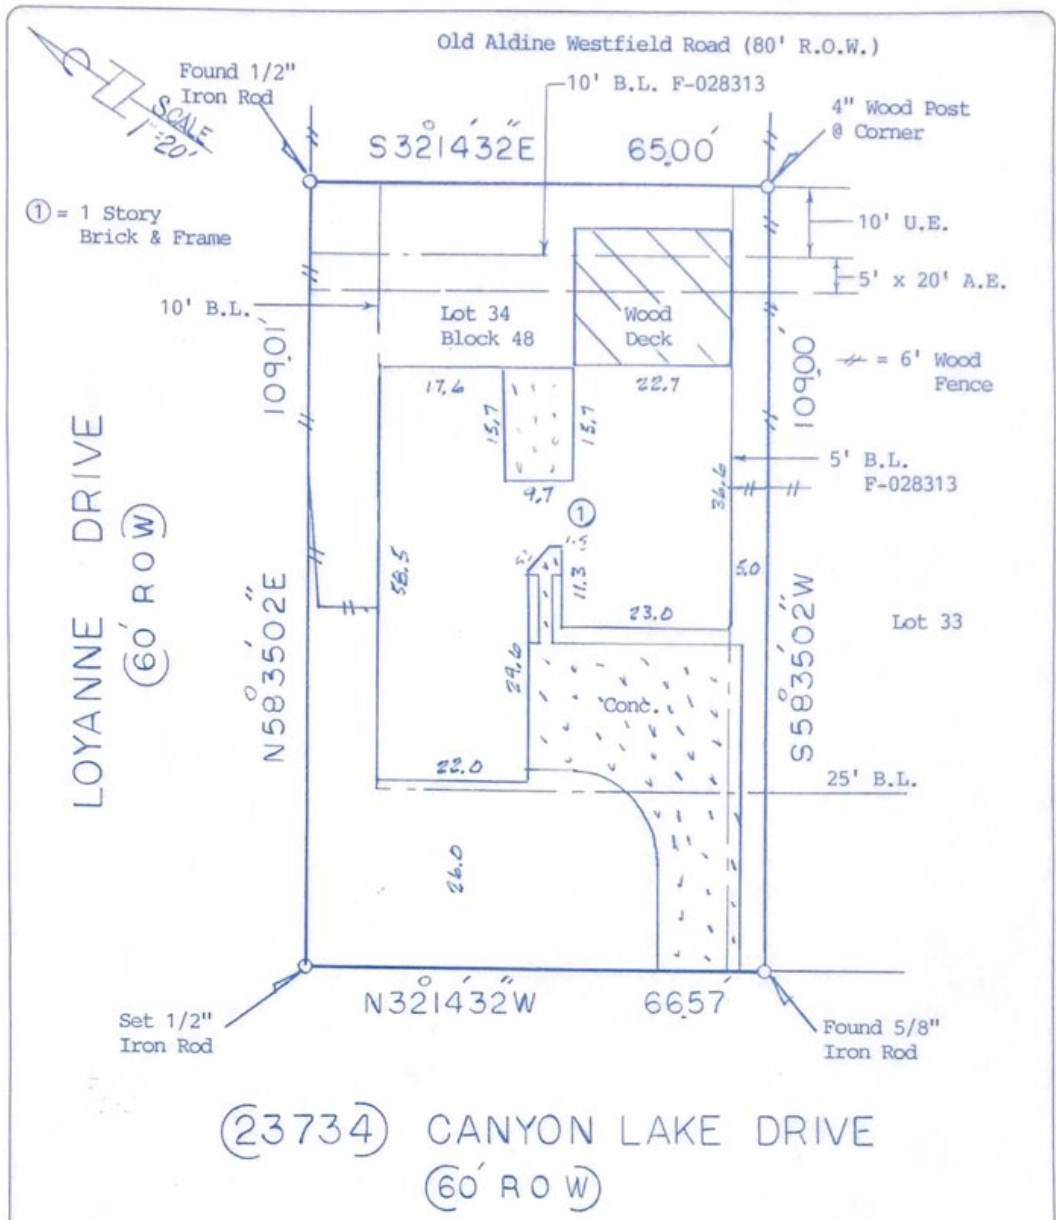 Old Aldine Westfield Road (80' R.O.W.)
Found 1/2"
Iron Rod
10' B.L. F-028313
SCALE
1"=20'
4" Wood Post
@ Corner
S32°14'32"E 65.00'
① = 1 Story
Brick & Frame
10' U.E.
5' x 20' A.E.
10' B.L.
Lot 34
Block 48
Wood
Deck
= 6' Wood
Fence
109.01'
109.00'
17.6
22.7
15.7
15.7
9.7
5' B.L.
F-028313
36.6
①
LOYANNE DRIVE
(60' ROW)
58.5
11.3
5.0
23.0
N58°35'02"E
S58°35'02"W
Lot 33
29.6
Conc.
22.0
25' B.L.
26.0
N32°14'32"W 66.57'
Set 1/2"
Iron Rod
Found 5/8"
Iron Rod
(23734) CANYON LAKE DRIVE
(60' ROW)